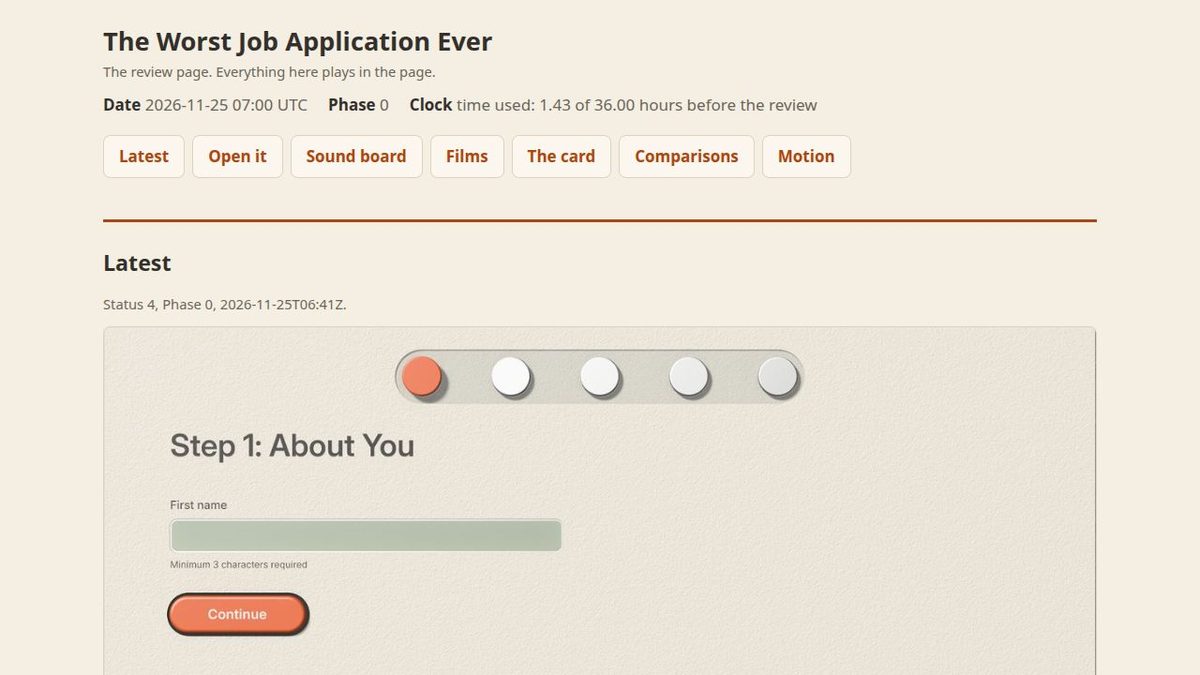 The Worst Job Application Ever
The review page. Everything here plays in the page.
Date 2026-11-25 07:00 UTC Phase 0 Clock time used: 1.43 of 36.00 hours before the review
Latest Open it Sound board Films The card Comparisons Motion
Latest
Status 4, Phase 0, 2026-11-25T06:41Z.
Step 1: About You
First name
Minimum 3 characters required
Continue